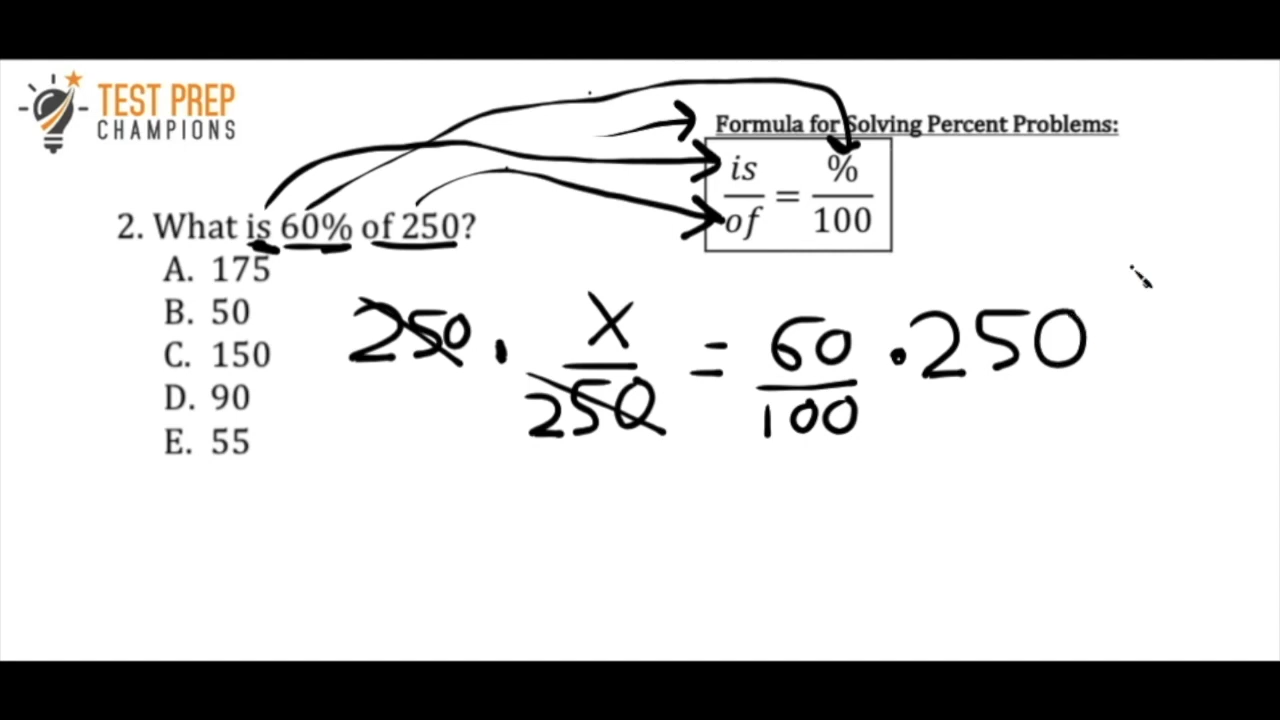 TEST PREP
CHAMPIONS
Formula for Solving Percent Problems:
is/of = %/100
2. What is 60% of 250?
A. 175
B. 50
C. 150
D. 90
E. 55
250 · x/250 = 60/100 · 250